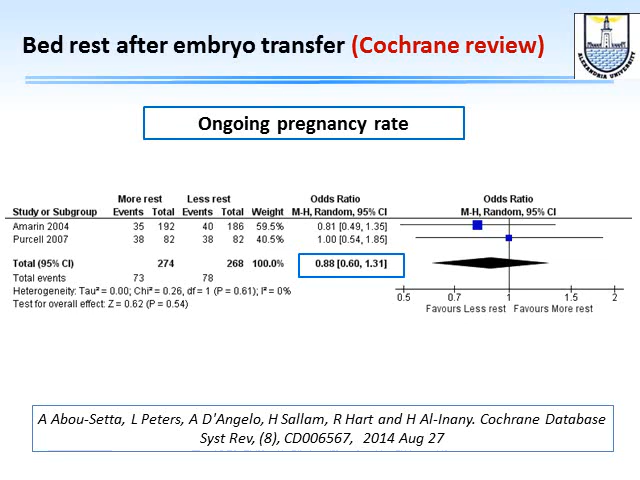 Bed rest after embryo transfer (Cochrane review)
ALEXANDRIA UNIVERSITY
Ongoing pregnancy rate
More rest Less rest Odds Ratio Odds Ratio
Study or Subgroup Events Total Events Total Weight M-H, Random, 95% CI M-H, Random, 95% CI
Amarin 2004 35 192 40 186 59.5% 0.81 [0.49, 1.35]
Purcell 2007 38 82 38 82 40.5% 1.00 [0.54, 1.85]
Total (95% CI) 274 268 100.0% 0.88 [0.60, 1.31]
Total events 73 78
Heterogeneity: Tau² = 0.00; Chi² = 0.26, df = 1 (P = 0.61); I² = 0%
Test for overall effect: Z = 0.62 (P = 0.54)
0.5 0.7 1 1.5 2
Favours Less rest Favours More rest
A Abou-Setta, L Peters, A D'Angelo, H Sallam, R Hart and H Al-Inany. Cochrane Database
Syst Rev, (8), CD006567, 2014 Aug 27